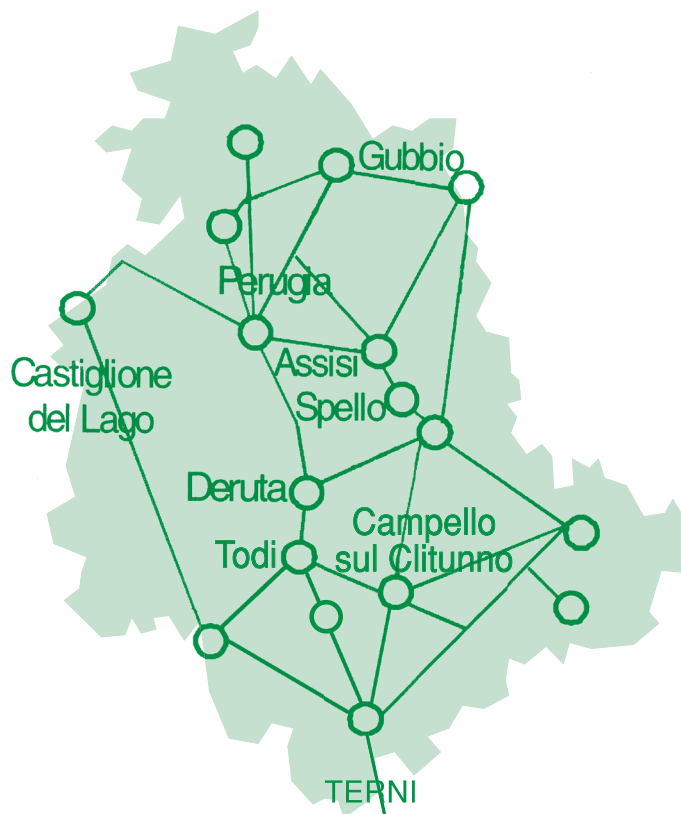 Gubbio
Perugia
Assisi
Castiglione
del Lago
Spello
Deruta
Campello
sul Clitunno
Todi
TERNI